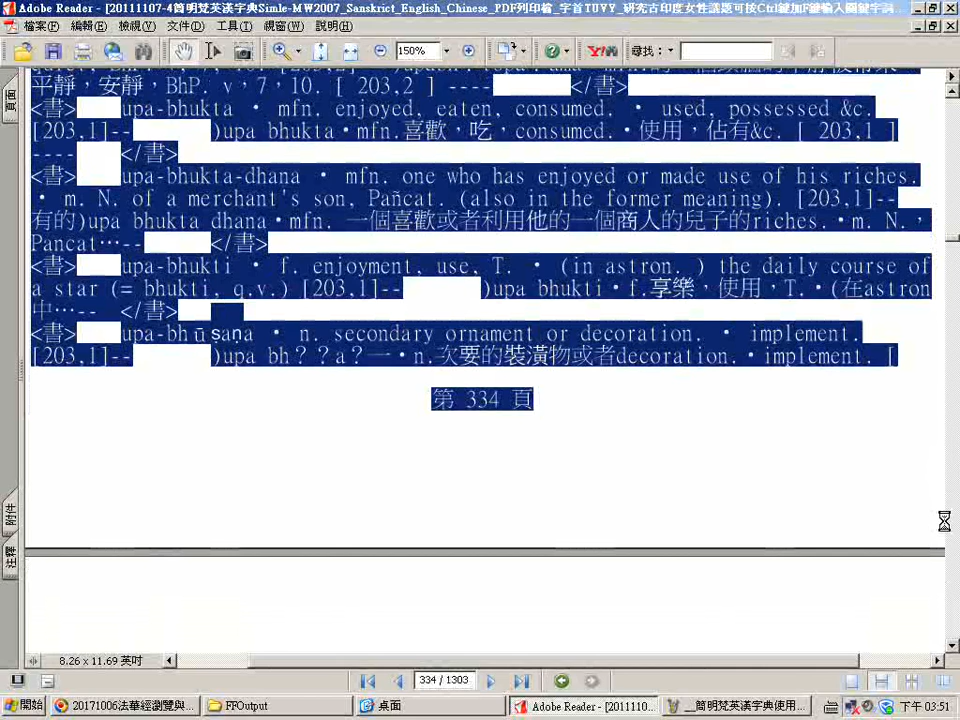 Adobe Reader - [20111107-4簡明梵英漢字典Simle-MW2007_Sanskrict_English_Chinese_PDF列印檔_字首TUVY_研究古印度女性議題可按Ctrl鍵加F鍵輸入關鍵字詞...
檔案(F) 編輯(E) 檢視(V) 文件(D) 工具(T) 視窗(W) 說明(H)
150% 尋找：
頁面
平靜，安靜，BhP. v，7，10. [ 203,2 ] ---- </書>
<書> upa-bhukta ‧ mfn. enjoyed, eaten, consumed. ‧ used, possessed &c.
[203,1]-- )upa bhukta‧mfn.喜歡，吃，consumed.‧使用，佔有&c. [ 203,1 ]
---- </書>
<書> upa-bhukta-dhana ‧ mfn. one who has enjoyed or made use of his riches.
‧ m. N. of a merchant's son, Pañcat. (also in the former meaning). [203,1]--
有的)upa bhukta dhana‧mfn. 一個喜歡或者利用他的一個商人的兒子的riches.‧m. N.，
Pancat…-- </書>
<書> upa-bhukti ‧ f. enjoyment, use, T. ‧ (in astron. ) the daily course of
a star (= bhukti, q.v.) [203,1]-- )upa bhukti‧f.享樂，使用，T.‧(在astron
中…-- </書>
<書> upa-bhūṣaṇa ‧ n. secondary ornament or decoration. ‧ implement.
[203,1]-- )upa bh？？a？一‧n.次要的裝潢物或者decoration.‧implement. [
第 334 頁
附件
注釋
8.26 x 11.69 英吋
334 / 1303
開始 20171006法華經瀏覽與... FFOutput 桌面 Adobe Reader - [2011110... __簡明梵英漢字典使用... 下午 03:51